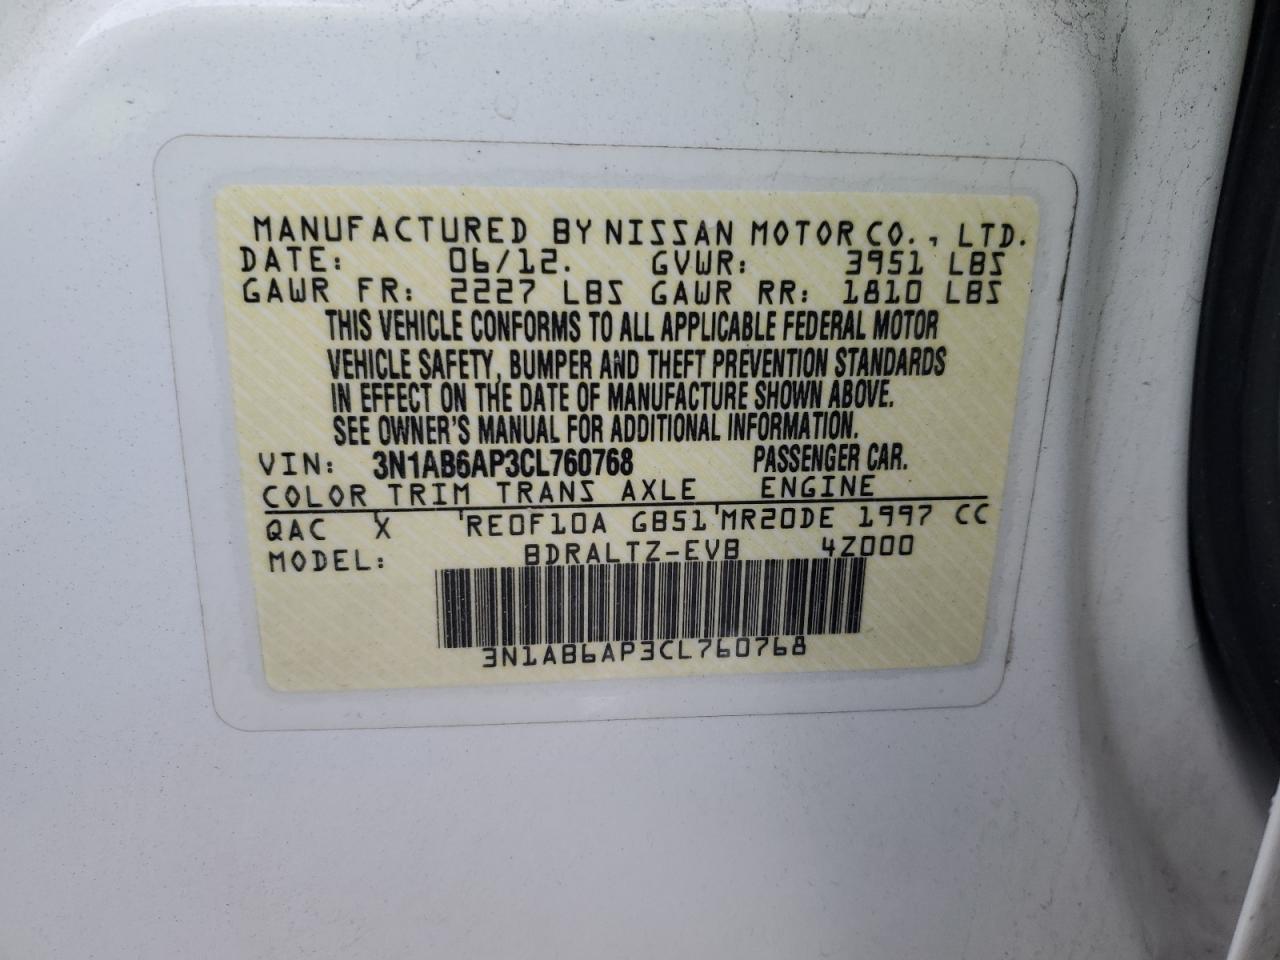 MANUFACTURED BY NISSAN MOTOR CO., LTD.
DATE: 06/12. GVWR: 3951 LBS
GAWR FR: 2227 LBS GAWR RR: 1810 LBS
THIS VEHICLE CONFORMS TO ALL APPLICABLE FEDERAL MOTOR
VEHICLE SAFETY, BUMPER AND THEFT PREVENTION STANDARDS
IN EFFECT ON THE DATE OF MANUFACTURE SHOWN ABOVE.
SEE OWNER'S MANUAL FOR ADDITIONAL INFORMATION.
VIN: 3N1AB6AP3CL760768 PASSENGER CAR.
COLOR TRIM TRANS AXLE ENGINE
QAC X 'RE0F10A GB51'MR20DE 1997 CC
MODEL: BDRALTZ-EVB 4Z000
3N1AB6AP3CL760768